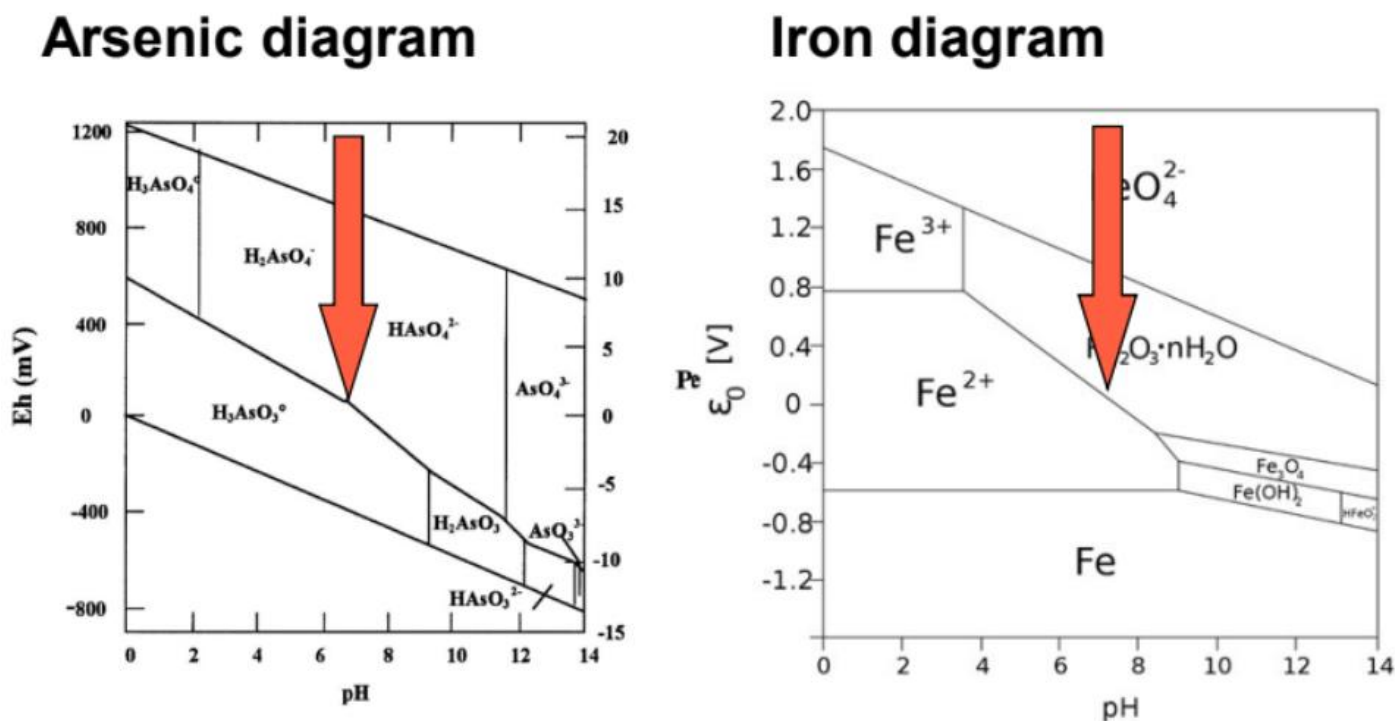 Arsenic diagram
1200
800
400
0
-400
-800
Eh (mV)
20
15
10
5
0
-5
-10
-15
Pe
H₃AsO₄°
H₂AsO₄⁻
HAsO₄²⁻
AsO₄³⁻
H₃AsO₃°
H₂AsO₃
AsO₃³⁻
HAsO₃²⁻
0 2 4 6 8 10 12 14
pH
Iron diagram
2.0
1.6
1.2
0.8
0.4
0
-0.4
-0.8
-1.2
ε₀ [V]
eO₄²⁻
Fe³⁺
₂O₃·nH₂O
Fe²⁺
Fe₃O₄
Fe(OH)₂
Fe
0 2 4 6 8 10 12 14
pH